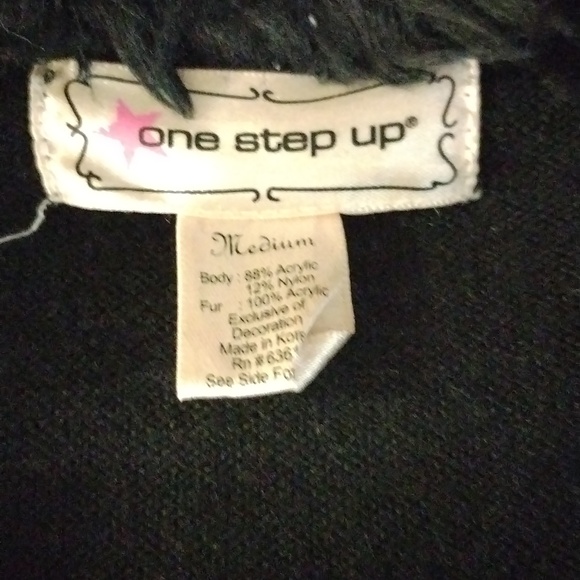 one step up®
Medium
Body : 88% Acrylic
12% Nylon
Fur : 100% Acrylic
Exclusive of
Decoration
Made in
Rn #
See Side